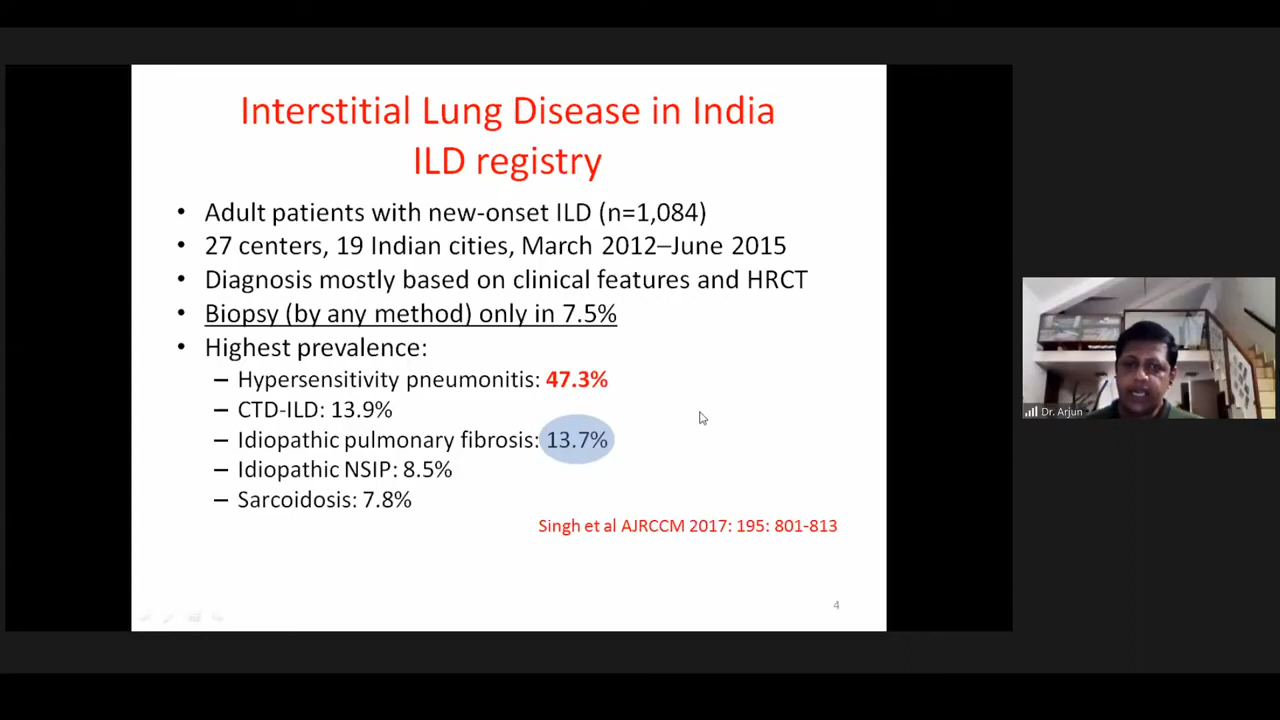 Interstitial Lung Disease in India
ILD registry
• Adult patients with new-onset ILD (n=1,084)
• 27 centers, 19 Indian cities, March 2012–June 2015
• Diagnosis mostly based on clinical features and HRCT
• Biopsy (by any method) only in 7.5%
• Highest prevalence:
– Hypersensitivity pneumonitis: 47.3%
– CTD-ILD: 13.9%
– Idiopathic pulmonary fibrosis: 13.7%
– Idiopathic NSIP: 8.5%
– Sarcoidosis: 7.8%
Singh et al AJRCCM 2017: 195: 801-813
4
Dr. Arjun